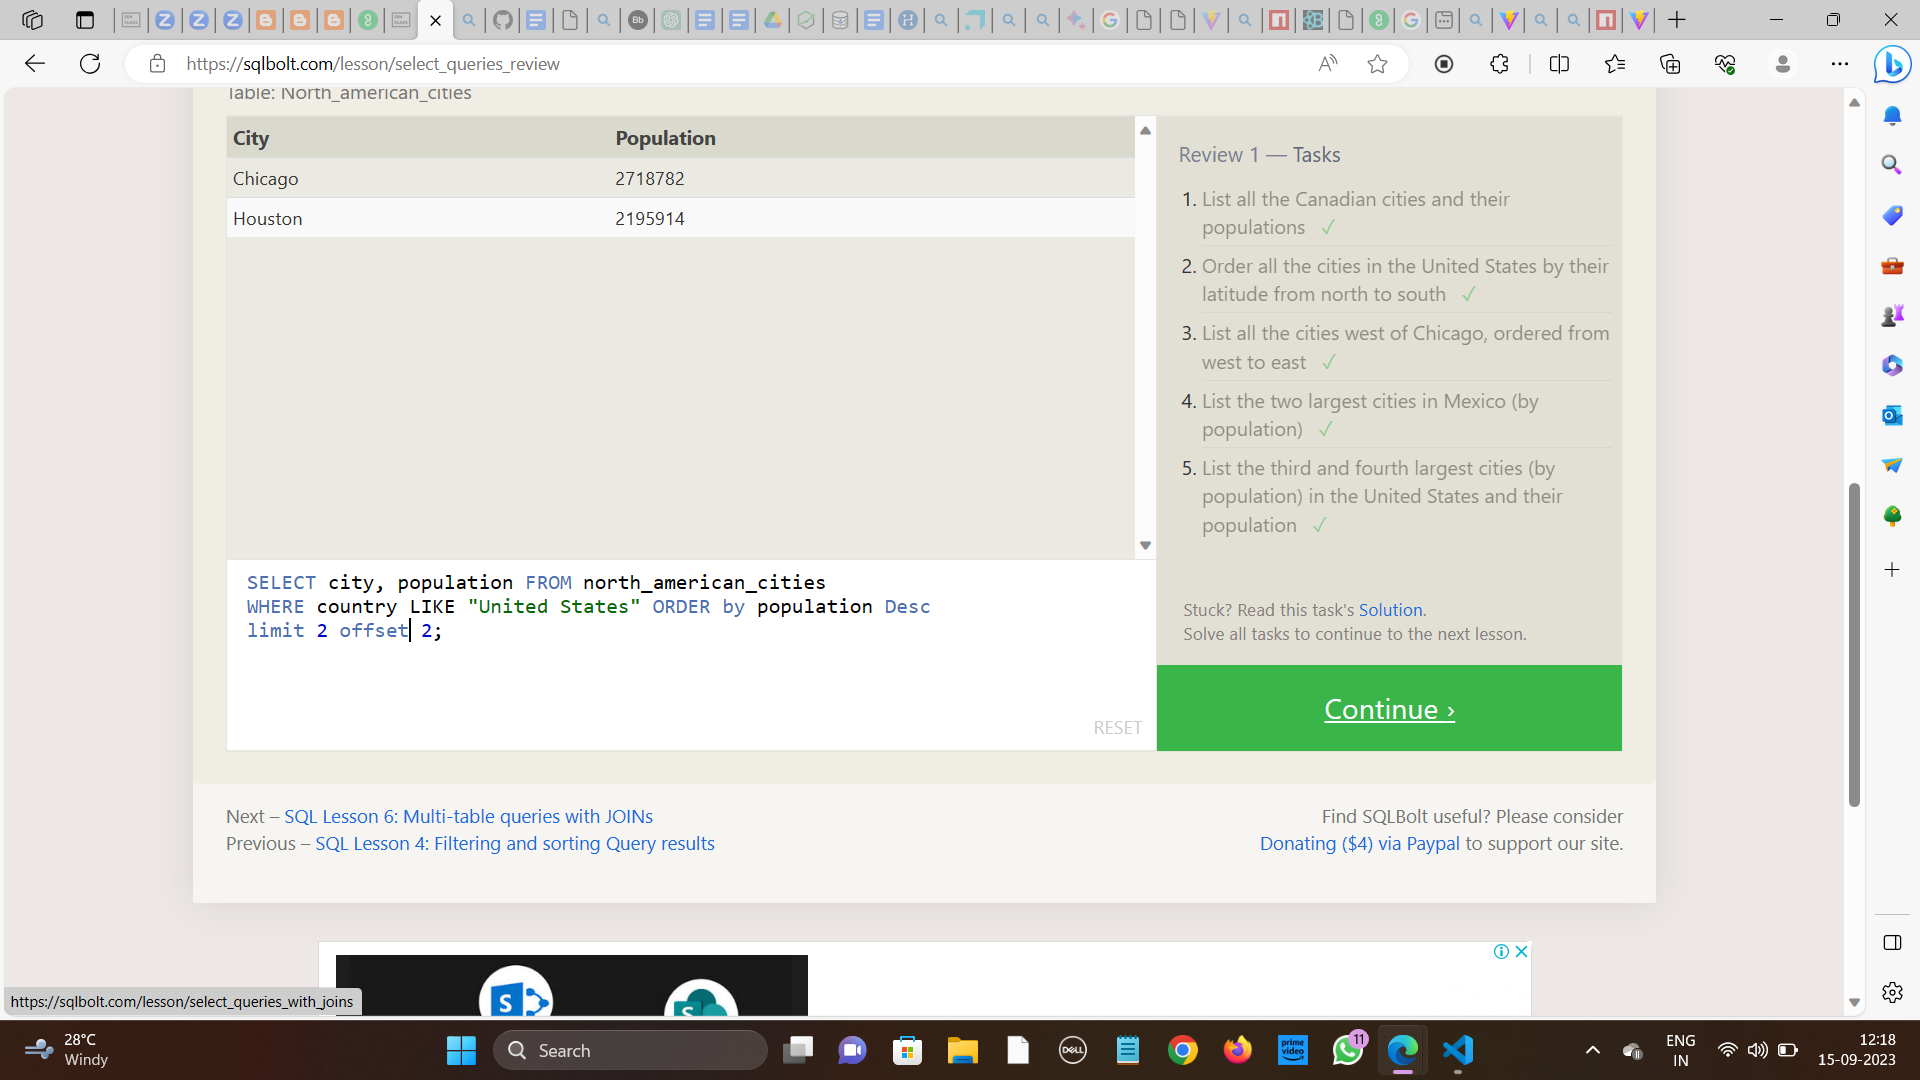 https://sqlbolt.com/lesson/select_queries_review
Table: North_american_cities
City Population
Chicago 2718782
Houston 2195914
Review 1 — Tasks
1. List all the Canadian cities and their
populations ✓
2. Order all the cities in the United States by their
latitude from north to south ✓
3. List all the cities west of Chicago, ordered from
west to east ✓
4. List the two largest cities in Mexico (by
population) ✓
5. List the third and fourth largest cities (by
population) in the United States and their
population ✓
SELECT city, population FROM north_american_cities
WHERE country LIKE "United States" ORDER by population Desc
limit 2 offset 2;
RESET
Stuck? Read this task's Solution.
Solve all tasks to continue to the next lesson.
Continue ›
Next – SQL Lesson 6: Multi-table queries with JOINs
Previous – SQL Lesson 4: Filtering and sorting Query results
Find SQLBolt useful? Please consider
Donating ($4) via Paypal to support our site.
https://sqlbolt.com/lesson/select_queries_with_joins
28°C
Windy
Search
DELL
prime
video
11
ENG
IN
12:18
15-09-2023